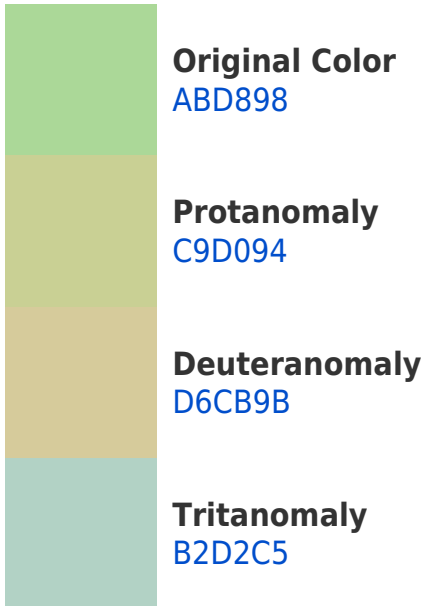 Original Color
ABD898
Protanomaly
C9D094
Deuteranomaly
D6CB9B
Tritanomaly
B2D2C5